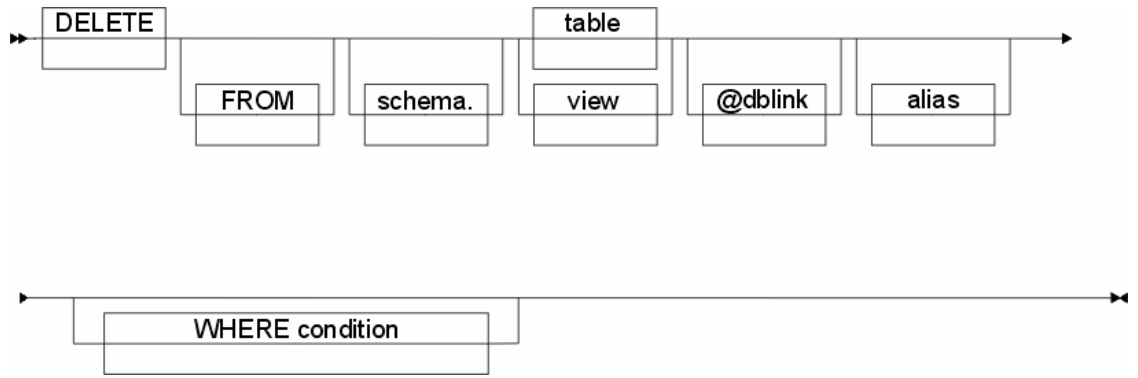 DELETE table
FROM schema. view @dblink alias
WHERE condition